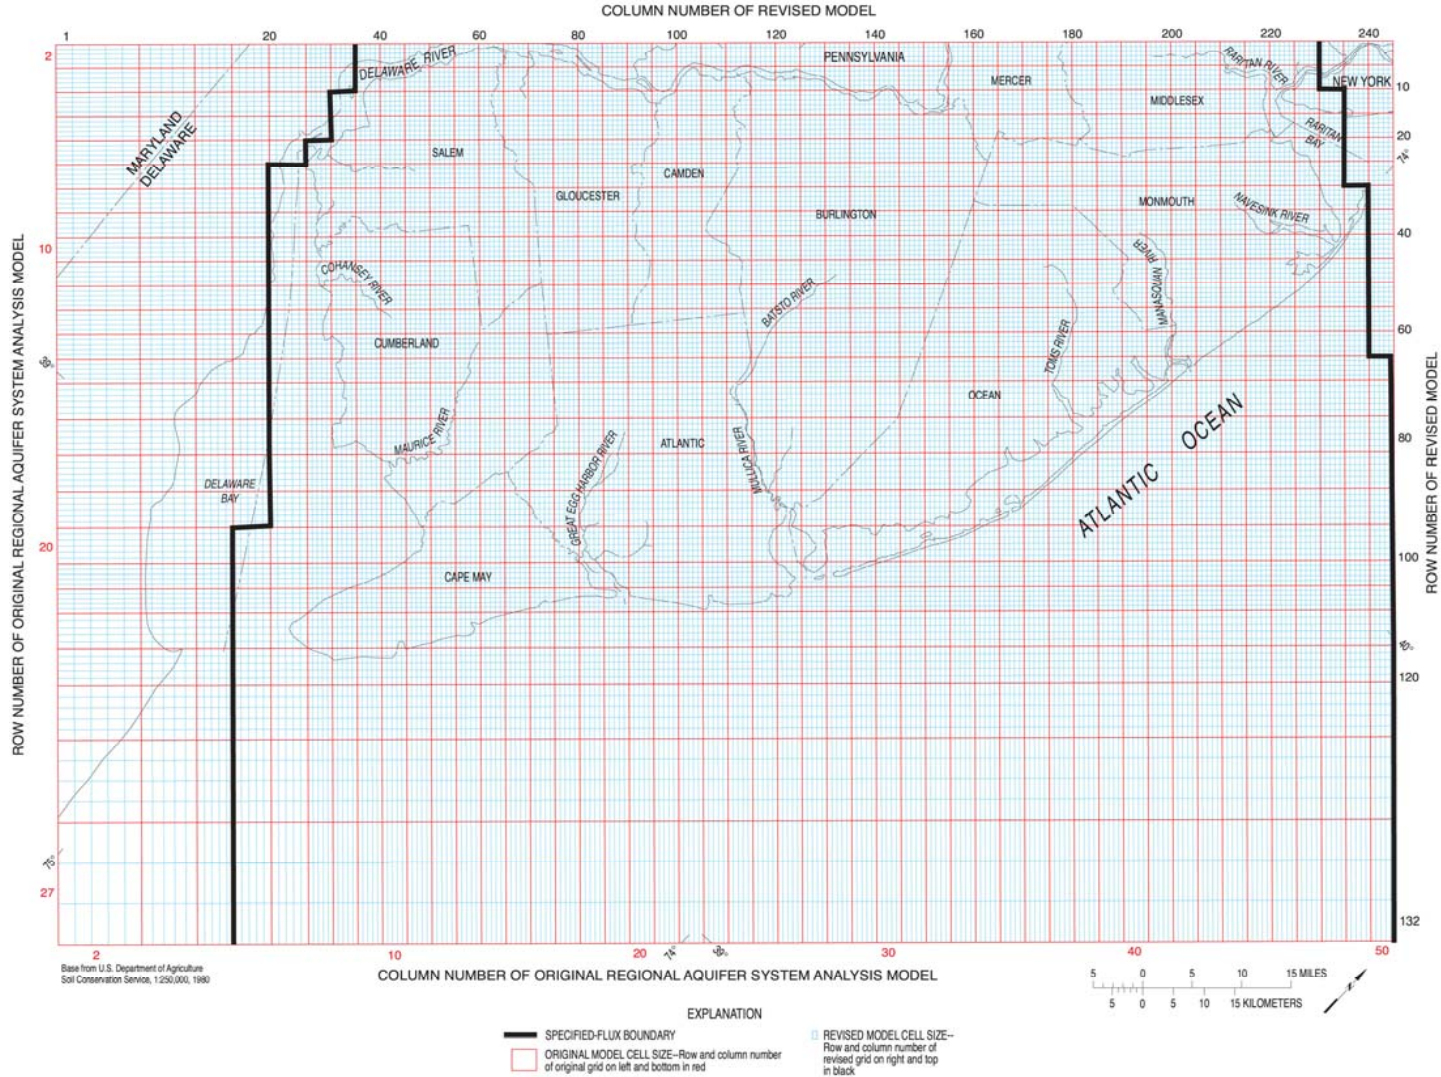 COLUMN NUMBER OF REVISED MODEL
1 20 40 60 80 100 120 140 160 180 200 220 240
2
10
20
27
ROW NUMBER OF ORIGINAL REGIONAL AQUIFER SYSTEM ANALYSIS MODEL
10
20
74°
40
60
80
100
40°
120
132
ROW NUMBER OF REVISED MODEL
MARYLAND
DELAWARE
DELAWARE RIVER
PENNSYLVANIA
MERCER
MIDDLESEX
RARITAN RIVER
NEW YORK
RARITAN
BAY
SALEM
GLOUCESTER
CAMDEN
BURLINGTON
MONMOUTH
NAVESINK RIVER
MANASQUAN RIVER
COHANSEY RIVER
BATSTO RIVER
CUMBERLAND
TOMS RIVER
OCEAN
MAURICE RIVER
GREAT EGG HARBOR RIVER
ATLANTIC
MULLICA RIVER
ATLANTIC OCEAN
DELAWARE
BAY
CAPE MAY
75°
2 10 20 74° 30 40 50
Base from U.S. Department of Agriculture
Soil Conservation Service, 1:250,000, 1980
COLUMN NUMBER OF ORIGINAL REGIONAL AQUIFER SYSTEM ANALYSIS MODEL
5 0 5 10 15 MILES
5 0 5 10 15 KILOMETERS
N
EXPLANATION
SPECIFIED-FLUX BOUNDARY
ORIGINAL MODEL CELL SIZE--Row and column number
of original grid on left and bottom in red
REVISED MODEL CELL SIZE--
Row and column number of
revised grid on right and top
in black